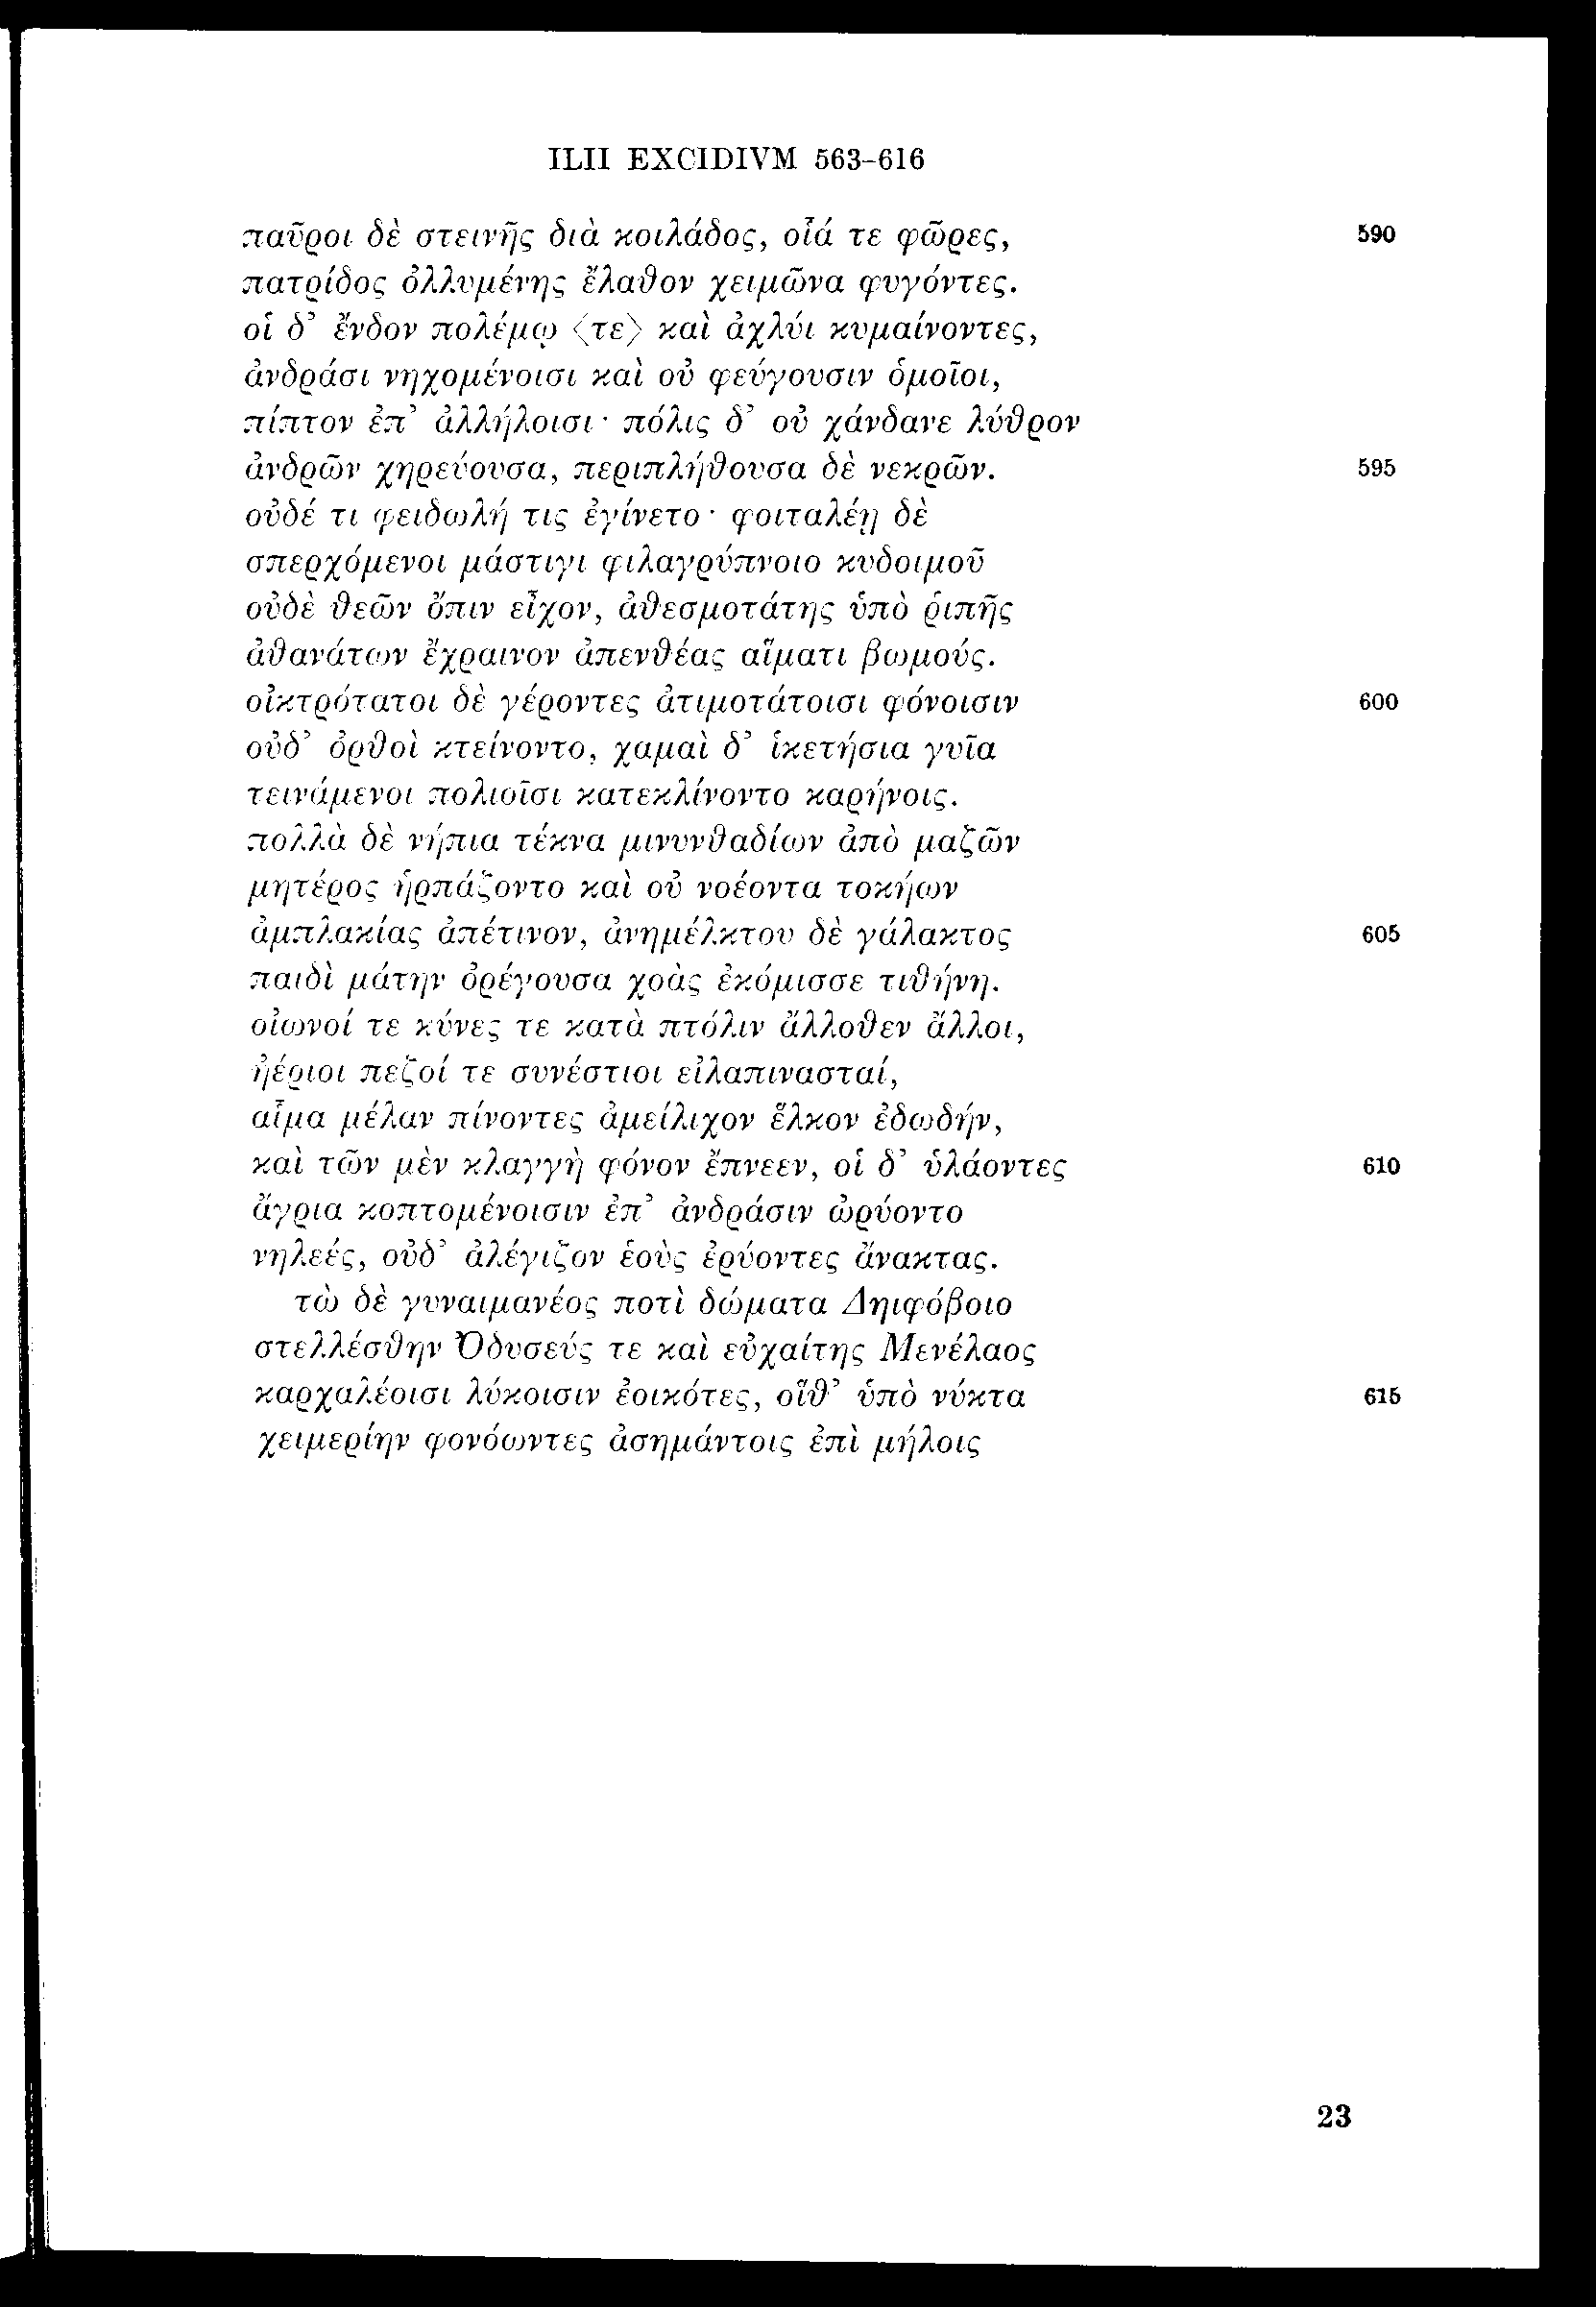 ILII EXCIDIVM 563-616
παῦροι δὲ στεινῆς διὰ κοιλάδος, οἷά τε φῶρες, 590
πατρίδος ὀλλυμένης ἔλαθον χειμῶνα φυγόντες.
οἱ δ’ ἔνδον πολέμῳ ⟨τε⟩ καὶ ἀχλύι κυμαίνοντες,
ἀνδράσι νηχομένοισι καὶ οὐ φεύγουσιν ὁμοῖοι,
πίπτον ἐπ’ ἀλλήλοισι· πόλις δ’ οὐ χάνδανε λύθρον
ἀνδρῶν χηρεύουσα, περιπλήθουσα δὲ νεκρῶν. 595
οὐδέ τι φειδωλή τις ἐγίνετο· φοιταλέῃ δὲ
σπερχόμενοι μάστιγι φιλαγρύπνοιο κυδοιμοῦ
οὐδὲ θεῶν ὄπιν εἶχον, ἀθεσμοτάτης ὑπὸ ῥιπῆς
ἀθανάτων ἔχραινον ἀπενθέας αἵματι βωμούς.
οἰκτρότατοι δὲ γέροντες ἀτιμοτάτοισι φόνοισιν 600
οὐδ’ ὀρθοὶ κτείνοντο, χαμαὶ δ’ ἱκετήσια γυῖα
τεινάμενοι πολιοῖσι κατεκλίνοντο καρήνοις.
πολλὰ δὲ νήπια τέκνα μινυνθαδίων ἀπὸ μαζῶν
μητέρος ἡρπάζοντο καὶ οὐ νοέοντα τοκήων
ἀμπλακίας ἀπέτινον, ἀνημέλκτου δὲ γάλακτος 605
παιδὶ μάτην ὀρέγουσα χοὰς ἐκόμισσε τιθήνη.
οἰωνοί τε κύνες τε κατὰ πτόλιν ἄλλοθεν ἄλλοι,
ἠέριοι πεζοί τε συνέστιοι εἰλαπινασταί,
αἷμα μέλαν πίνοντες ἀμείλιχον ἕλκον ἐδωδήν,
καὶ τῶν μὲν κλαγγὴ φόνον ἔπνεεν, οἱ δ’ ὑλάοντες 610
ἄγρια κοπτομένοισιν ἐπ’ ἀνδράσιν ὠρύοντο
νηλεές, οὐδ’ ἀλέγιζον ἑοὺς ἐρύοντες ἄνακτας.
τὼ δὲ γυναιμανέος ποτὶ δώματα Δηιφόβοιο
στελλέσθην Ὀδυσεύς τε καὶ εὐχαίτης Μενέλαος
καρχαλέοισι λύκοισιν ἐοικότες, οἵθ’ ὑπὸ νύκτα 615
χειμερίην φονόωντες ἀσημάντοις ἐπὶ μήλοις
23